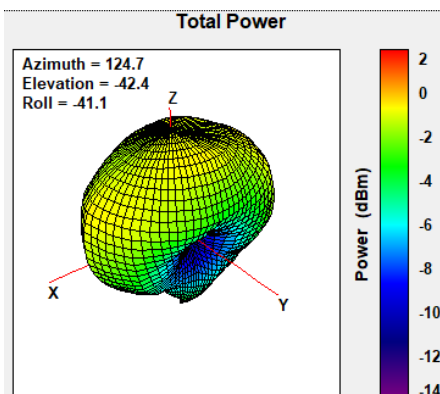 Total Power
Azimuth = 124.7
Elevation = -42.4
Roll = -41.1
Z
X
Y
Power (dBm)
2
0
-2
-4
-6
-8
-10
-12
-14